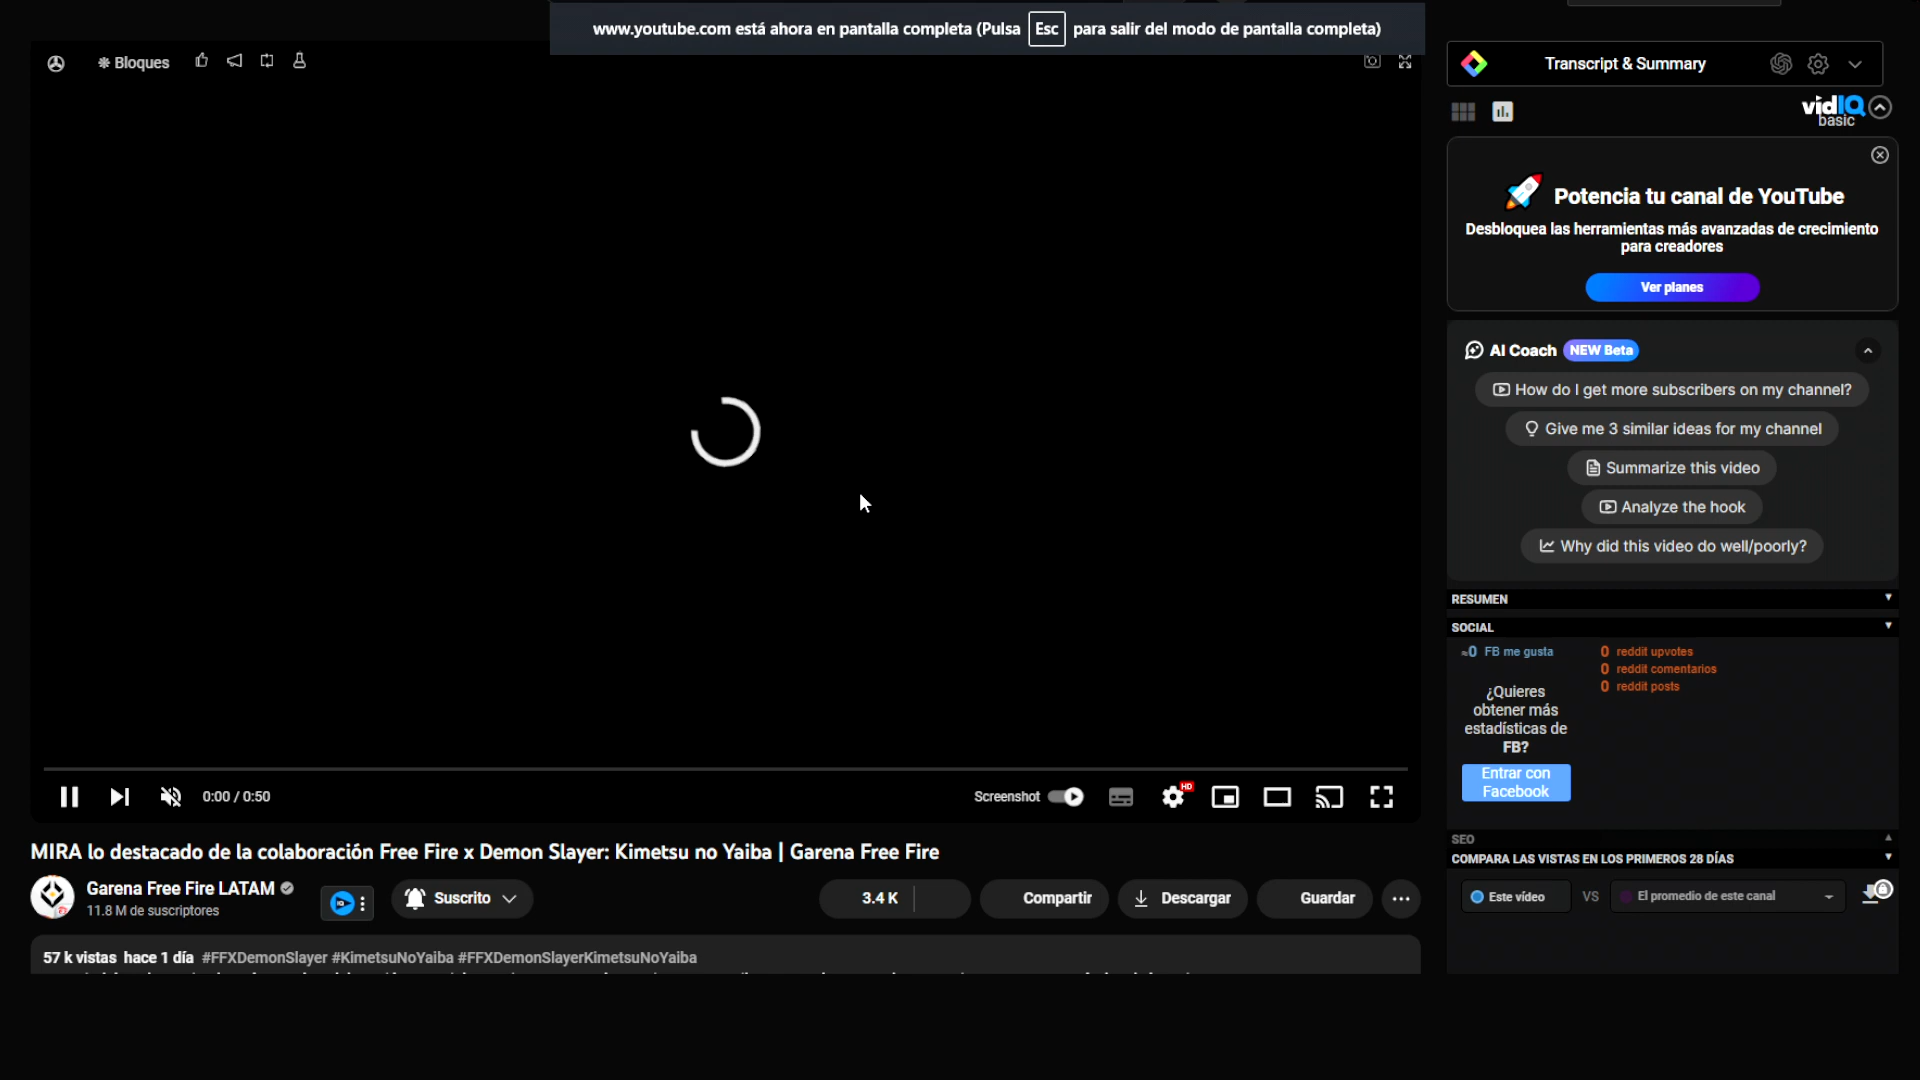 www.youtube.com está ahora en pantalla completa (Pulsa Esc para salir del modo de pantalla completa)
Bloques
Transcript & Summary
vidIQ
basic
Potencia tu canal de YouTube
Desbloquea las herramientas más avanzadas de crecimiento
para creadores
Ver planes
AI Coach NEW Beta
How do I get more subscribers on my channel?
Give me 3 similar ideas for my channel
Summarize this video
Analyze the hook
Why did this video do well/poorly?
RESUMEN
SOCIAL
≈0 FB me gusta
0 reddit upvotes
0 reddit comentarios
0 reddit posts
¿Quieres
obtener más
estadísticas de
FB?
Entrar con
Facebook
SEO
COMPARA LAS VISTAS EN LOS PRIMEROS 28 DÍAS
Este vídeo VS El promedio de este canal
0:00 / 0:50
Screenshot
HD
MIRA lo destacado de la colaboración Free Fire x Demon Slayer: Kimetsu no Yaiba | Garena Free Fire
Garena Free Fire LATAM
11.8 M de suscriptores
Suscrito
3.4 K
Compartir
Descargar
Guardar
57 k vistas hace 1 día #FFXDemonSlayer #KimetsuNoYaiba #FFXDemonSlayerKimetsuNoYaiba